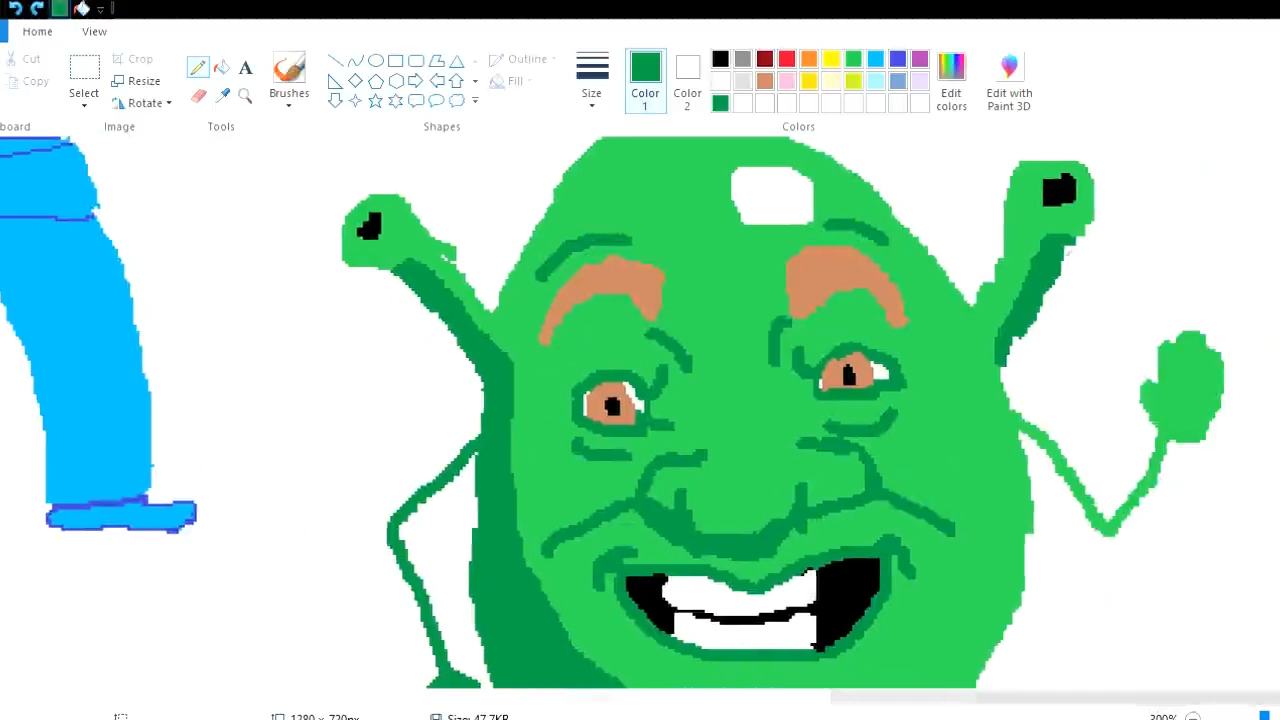 Home View
Cut
Copy
Select
Crop
Resize
Rotate
Brushes
Outline
Fill
Size
Color 1
Color 2
Edit colors
Edit with Paint 3D
oard Image Tools Shapes Colors
1280 × 720px Size: 47.7KB 300%